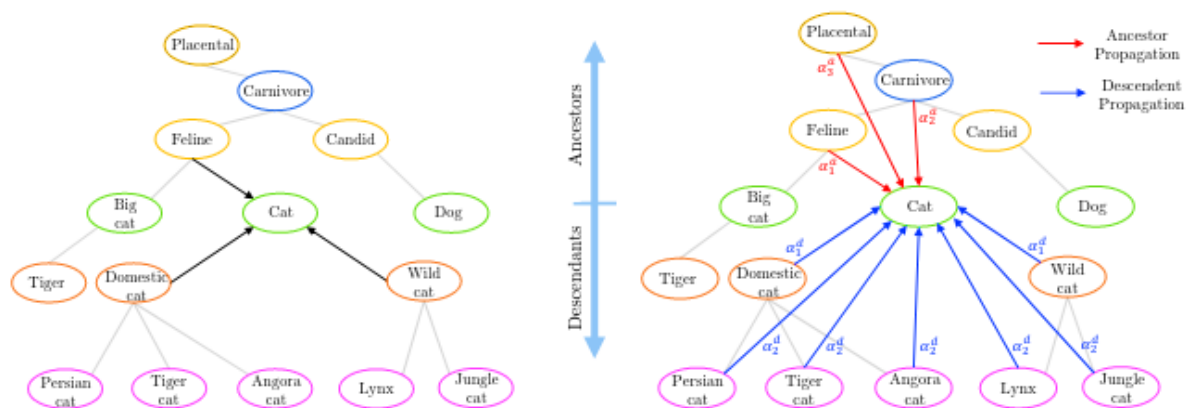 Placental
Carnivore
Feline
Candid
Big
cat
Cat
Dog
Tiger
Domestic
cat
Wild
cat
Persian
cat
Tiger
cat
Angora
cat
Lynx
Jungle
cat
Ancestors
Descendants
Placental
Ancestor
Propagation
Descendent
Propagation
α₃ᵃ
Carnivore
α₂ᵃ
Feline
Candid
α₁ᵃ
Big
cat
Cat
Dog
α₁ᵈ
α₁ᵈ
Tiger
Domestic
cat
Wild
cat
α₂ᵈ
α₂ᵈ
α₂ᵈ
α₂ᵈ
α₂ᵈ
Persian
cat
Tiger
cat
Angora
cat
Lynx
Jungle
cat